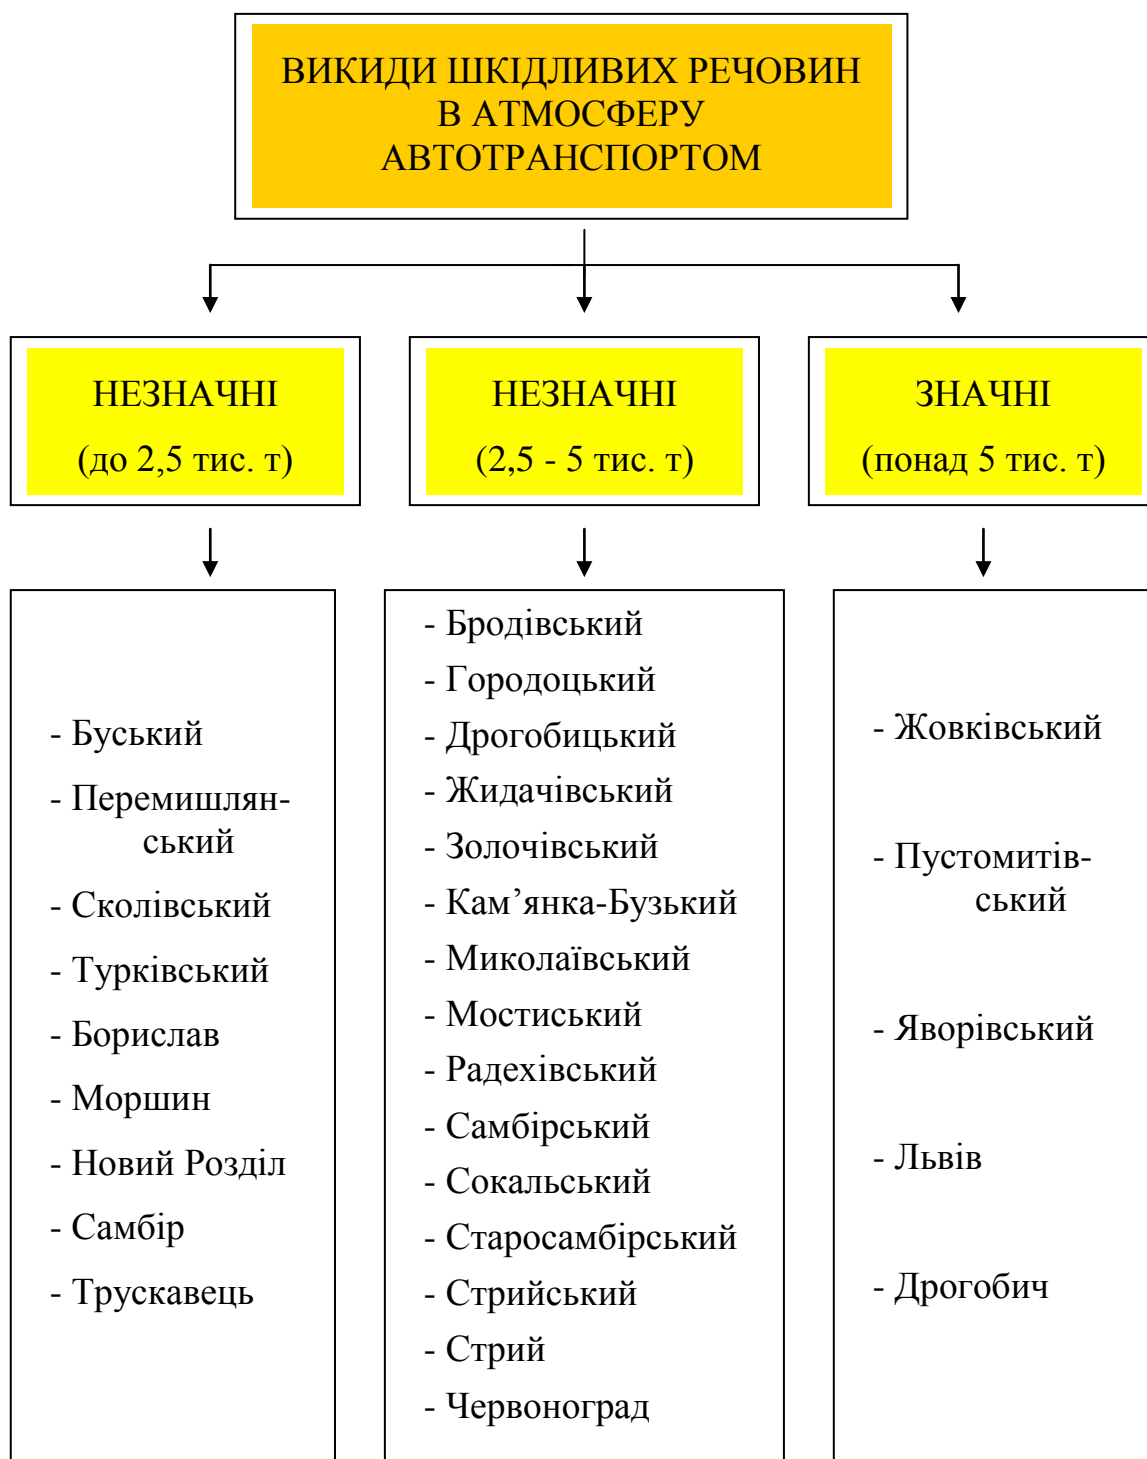 ВИКИДИ ШКІДЛИВИХ РЕЧОВИН
В АТМОСФЕРУ
АВТОТРАНСПОРТОМ
НЕЗНАЧНІ
(до 2,5 тис. т)
НЕЗНАЧНІ
(2,5 - 5 тис. т)
ЗНАЧНІ
(понад 5 тис. т)
- Буський
- Перемишлян-
ський
- Сколівський
- Турківський
- Борислав
- Моршин
- Новий Розділ
- Самбір
- Трускавець
- Бродівський
- Городоцький
- Дрогобицький
- Жидачівський
- Золочівський
- Кам’янка-Бузький
- Миколаївський
- Мостиський
- Радехівський
- Самбірський
- Сокальський
- Старосамбірський
- Стрийський
- Стрий
- Червоноград
- Жовківський
- Пустомитів-
ський
- Яворівський
- Львів
- Дрогобич